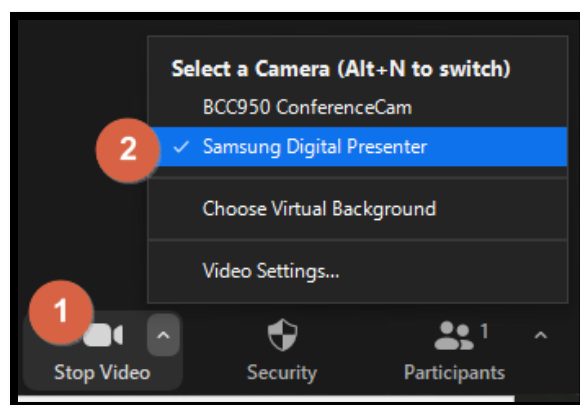 Select a Camera (Alt+N to switch)
BCC950 ConferenceCam
2
Samsung Digital Presenter
Choose Virtual Background
Video Settings...
1
1
Stop Video
Security
Participants